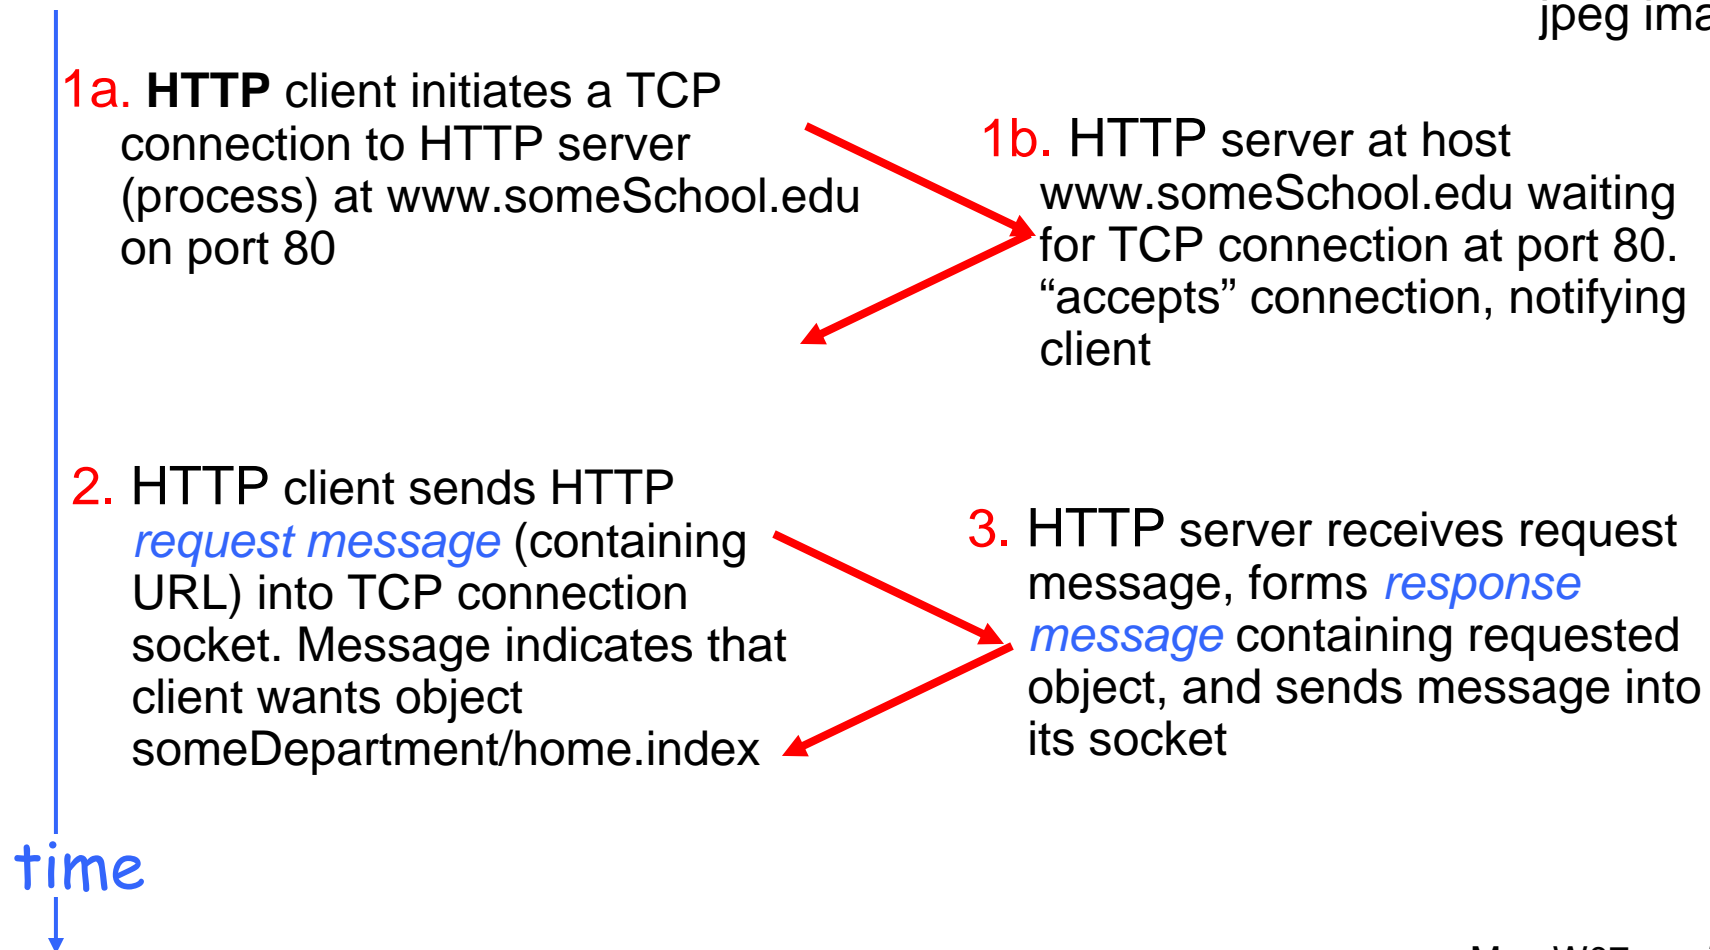 jpeg
1a. HTTP client initiates a TCP
connection to HTTP server
(process) at www.someSchool.edu
on port 80
1b. HTTP server at host
www.someSchool.edu waiting
for TCP connection at port 80.
“accepts” connection, notifying
client
2. HTTP client sends HTTP
request message (containing
URL) into TCP connection
socket. Message indicates that
client wants object
someDepartment/home.index
3. HTTP server receives request
message, forms response
message containing requested
object, and sends message into
its socket
time